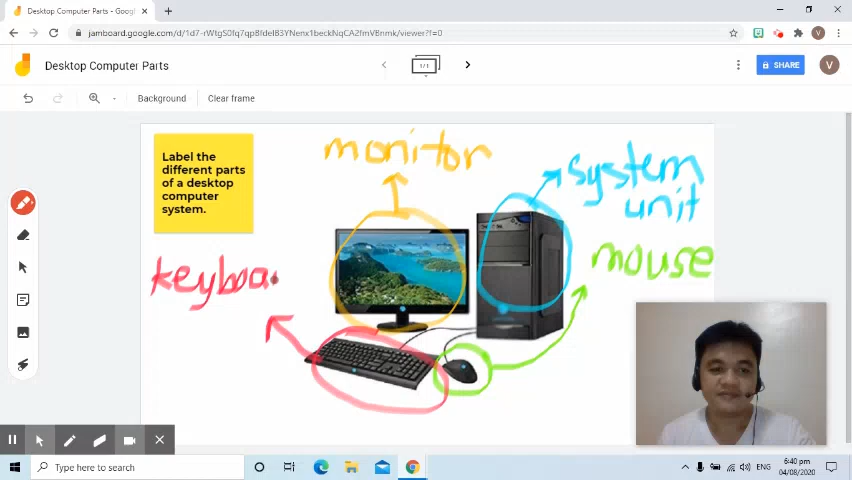 Desktop Computer Parts - Googl
jamboard.google.com/d/1d7-rWtgS0fq7qpBfdeIB3YNenx1beckNqCA2fmVBnmk/viewer?f=0
V
Desktop Computer Parts
1/1
SHARE
V
Background
Clear frame
Label the
different parts
of a desktop
computer
system.
monitor
system
unit
mouse
keyboa
Type here to search
ENG
6:40 pm
04/08/2020